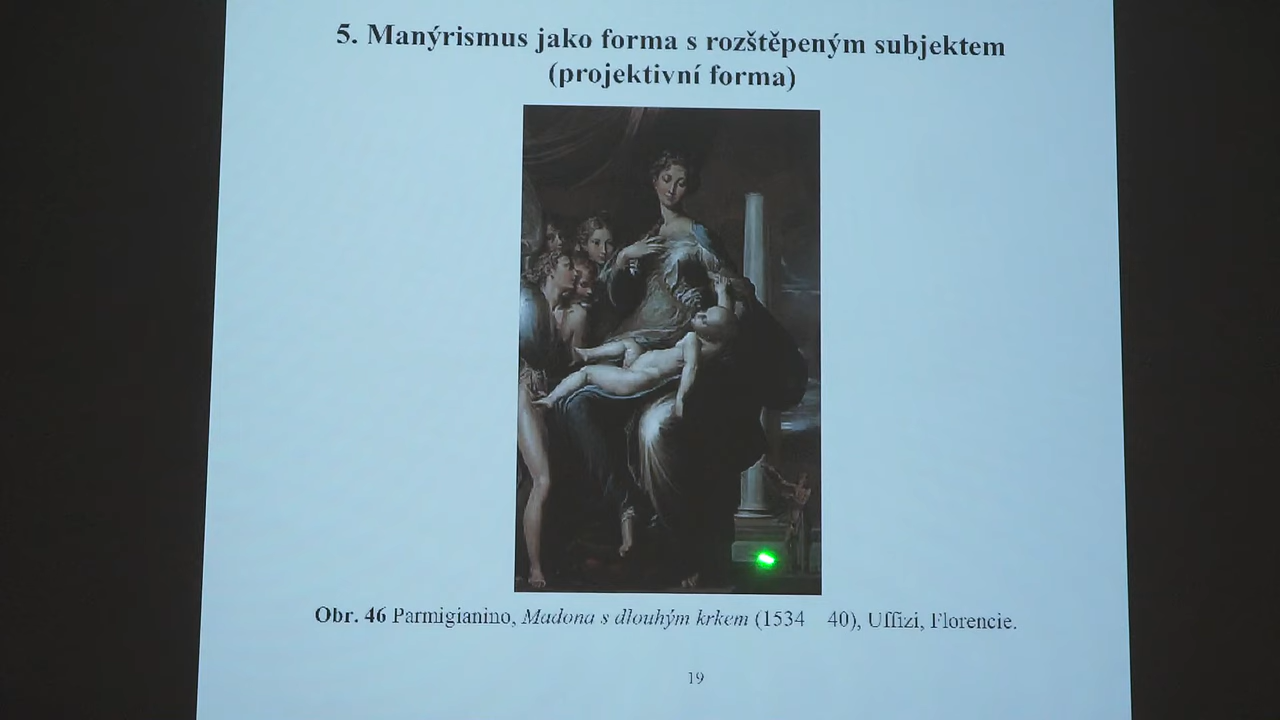 5. Manýrismus jako forma s rozštěpeným subjektem
(projektivní forma)
Obr. 46 Parmigianino, Madona s dlouhým krkem (1534 40), Uffizi, Florencie.
19